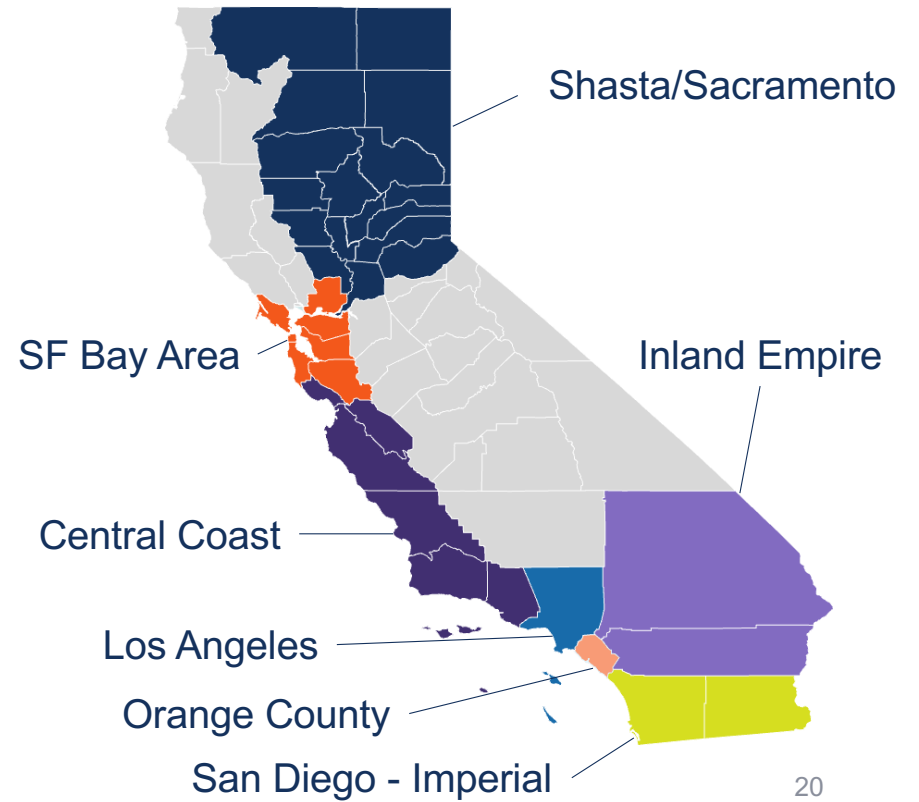 Shasta/Sacramento
SF Bay Area
Inland Empire
Central Coast
Los Angeles
Orange County
San Diego - Imperial
20